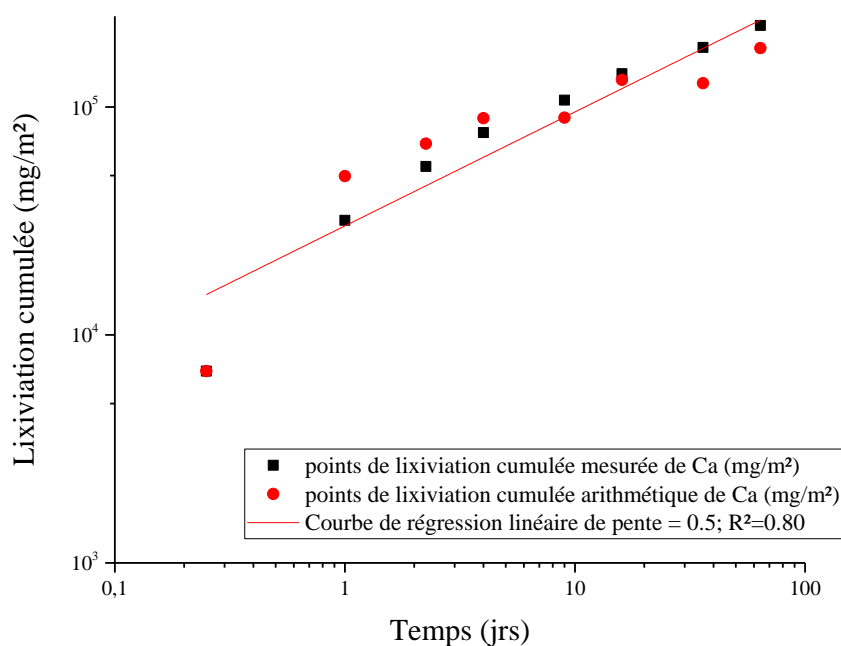 Lixiviation cumulée (mg/m²)
10⁵
10⁴
10³
points de lixiviation cumulée mesurée de Ca (mg/m²)
points de lixiviation cumulée arithmétique de Ca (mg/m²)
Courbe de régression linéaire de pente = 0.5; R²=0.80
0,1
1
10
100
Temps (jrs)